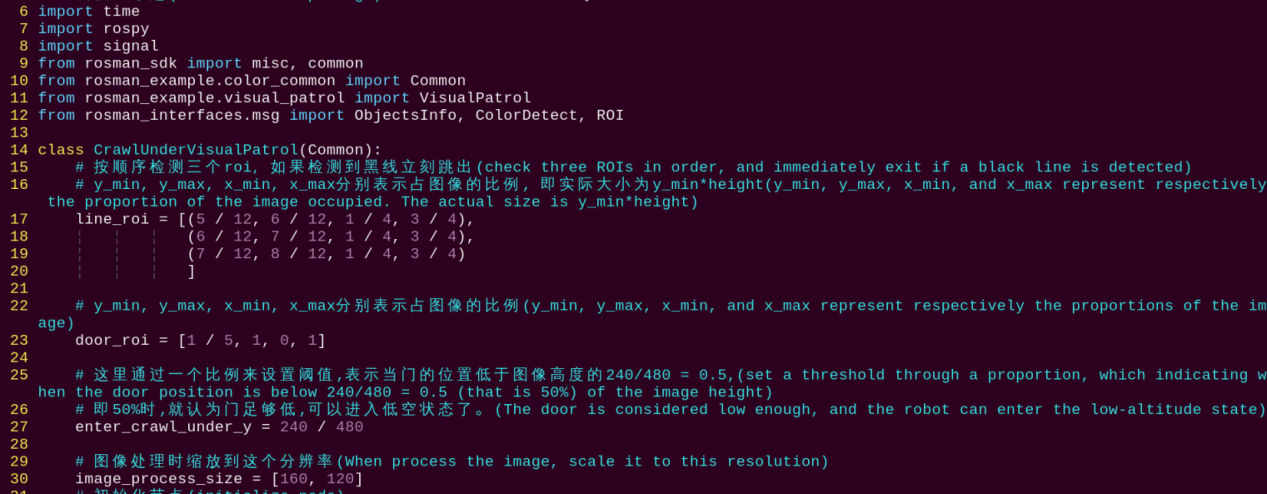 6 import time
7 import rospy
8 import signal
9 from rosman_sdk import misc, common
10 from rosman_example.color_common import Common
11 from rosman_example.visual_patrol import VisualPatrol
12 from rosman_interfaces.msg import ObjectsInfo, ColorDetect, ROI
13
14 class CrawlUnderVisualPatrol(Common):
15     # 按顺序检测三个roi, 如果检测到黑线立刻跳出(check three ROIs in order, and immediately exit if a black line is detected)
16     # y_min, y_max, x_min, x_max分别表示占图像的比例, 即实际大小为y_min*height(y_min, y_max, x_min, and x_max represent respectively
 the proportion of the image occupied. The actual size is y_min*height)
17     line_roi = [(5 / 12, 6 / 12, 1 / 4, 3 / 4),
18                 (6 / 12, 7 / 12, 1 / 4, 3 / 4),
19                 (7 / 12, 8 / 12, 1 / 4, 3 / 4)
20                 ]
21
22     # y_min, y_max, x_min, x_max分别表示占图像的比例(y_min, y_max, x_min, and x_max represent respectively the proportions of the im
age)
23     door_roi = [1 / 5, 1, 0, 1]
24
25     # 这里通过一个比例来设置阈值,表示当门的位置低于图像高度的240/480 = 0.5,(set a threshold through a proportion, which indicating w
hen the door position is below 240/480 = 0.5 (that is 50%) of the image height)
26     # 即50%时,就认为门足够低,可以进入低空状态了。(The door is considered low enough, and the robot can enter the low-altitude state)
27     enter_crawl_under_y = 240 / 480
28
29     # 图像处理时缩放到这个分辨率(When process the image, scale it to this resolution)
30     image_process_size = [160, 120]